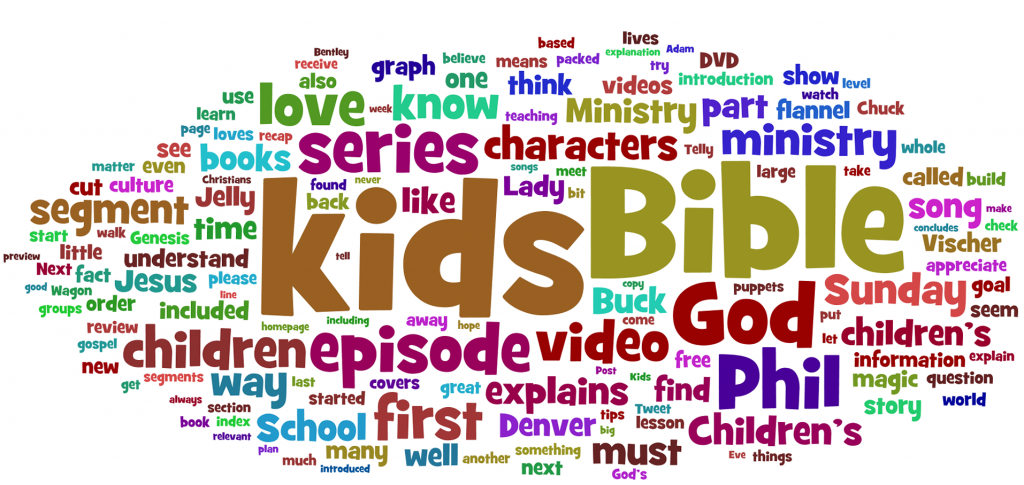 based lives
Bentley explanation Adam
receive graph believe means packed try DVD
also one think videos introduction show level
use love know Ministry part flannel watch Chuck
learn week teaching
page loves recap series characters Telly ministry whole
see books songs meet large take
matter even Christians found never Lady bit called build
cut culture Jelly back like kids Bible song make
segment time concludes check
start walk Genesis Vischer
preview little understand tell appreciate
Next fact Jesus please copy puppets Sunday goal
good Wagon line Buck God seem
groups order included including away hope come put
homepage let children's
review children episode video information explain
gospel free Phil
new segments way last covers great explains Post Kids find magic question
get started world
always section first Denver tips Tweet story
book index School big lesson Children's
relevant
plan many well another something must Eve things
much introduced next God's